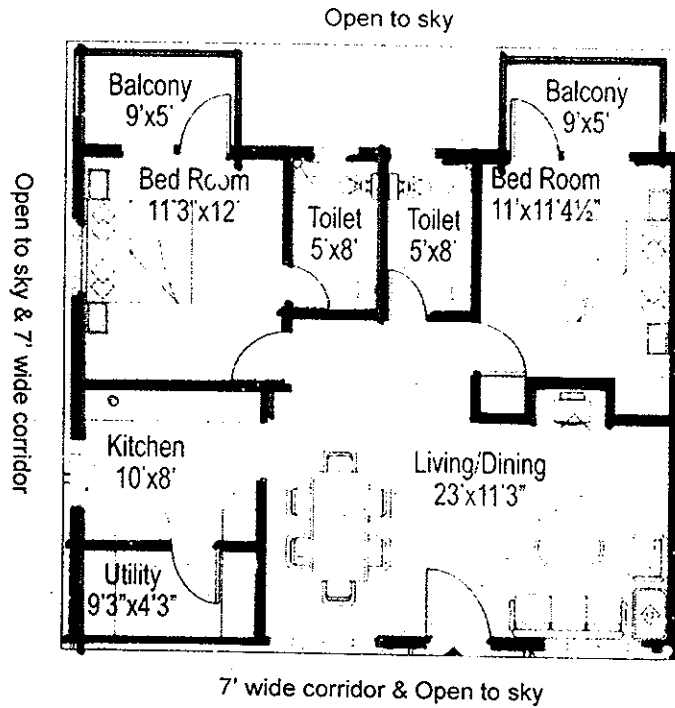 Open to sky
Balcony
9'x5'
Balcony
9'x5'
Bed Room
11'3"x12'
Toilet
5'x8'
Toilet
5'x8'
Bed Room
11'x11'4½"
Open to sky & 7' wide corridor
Kitchen
10'x8'
Living/Dining
23'x11'3"
Utility
9'3"x4'3"
7' wide corridor & Open to sky